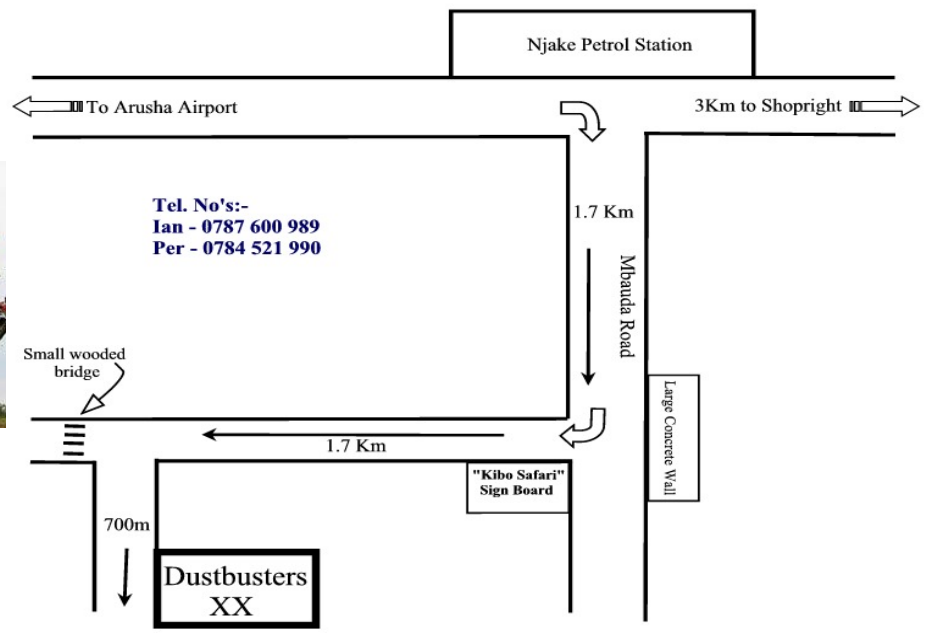 Njake Petrol Station
To Arusha Airport
3Km to Shopright
Tel. No's:-
Ian - 0787 600 989
Per - 0784 521 990
1.7 Km
Mbauda Road
Small wooded
bridge
Large Concrete Wall
1.7 Km
"Kibo Safari"
Sign Board
700m
Dustbusters
XX